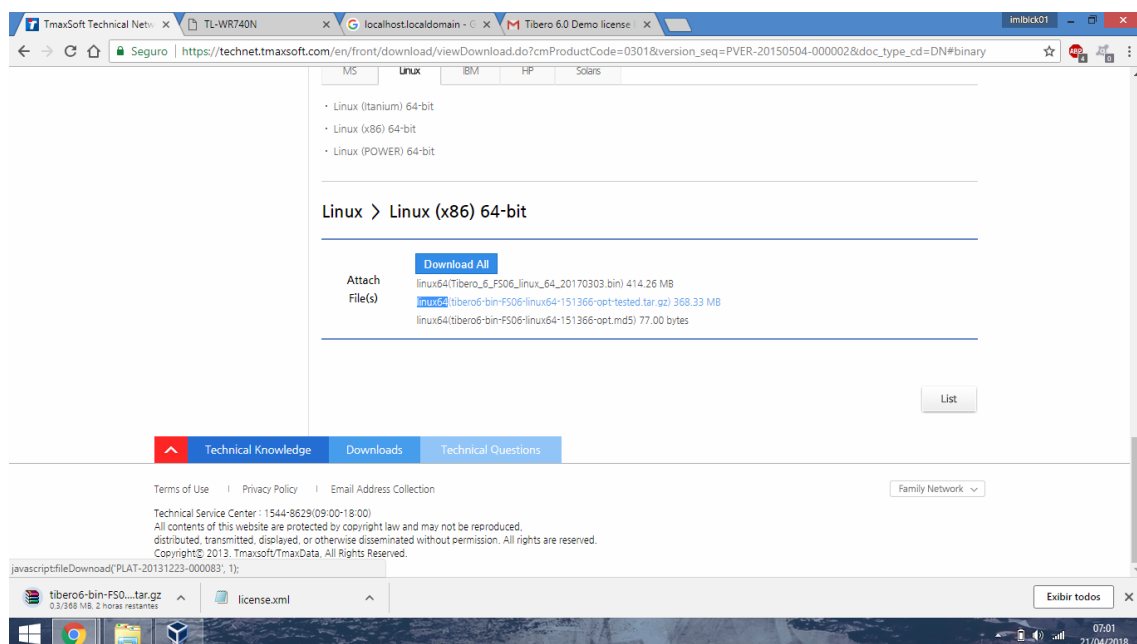 TmaxSoft Technical Netw
TL-WR740N
localhost.localdomain - G
Tibero 6.0 Demo license
imlblck01
Seguro
https://technet.tmaxsoft.com/en/front/download/viewDownload.do?cmProductCode=0301&version_seq=PVER-20150504-000002&doc_type_cd=DN#binary
ABP
4
0
MS Linux IBM HP Solaris
· Linux (Itanium) 64-bit
· Linux (x86) 64-bit
· Linux (POWER) 64-bit
Linux > Linux (x86) 64-bit
Attach
File(s)
Download All
linux64(Tibero_6_FS06_linux_64_20170303.bin) 414.26 MB
linux64(tibero6-bin-FS06-linux64-151366-opt-tested.tar.gz) 368.33 MB
linux64(tibero6-bin-FS06-linux64-151366-opt.md5) 77.00 bytes
List
Technical Knowledge Downloads Technical Questions
Terms of Use | Privacy Policy | Email Address Collection
Family Network
Technical Service Center : 1544-8629(09:00-18:00)
All contents of this website are protected by copyright law and may not be reproduced,
distributed, transmitted, displayed, or otherwise disseminated without permission. All rights are reserved.
Copyright© 2013. Tmaxsoft/TmaxData, All Rights Reserved.
javascript:fileDownoad('PLAT-20131223-000083', 1);
tibero6-bin-FS0....tar.gz
0.3/368 MB, 2 horas restantes
license.xml
Exibir todos
07:01
21/04/2018